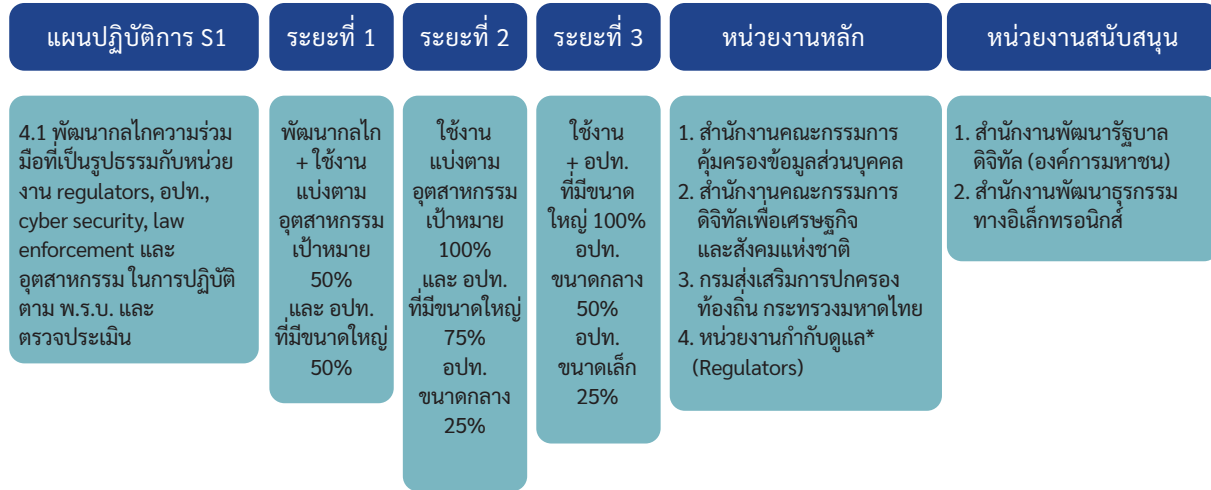 แผนปฏิบัติการ S1
ระยะที่ 1
ระยะที่ 2
ระยะที่ 3
หน่วยงานหลัก
หน่วยงานสนับสนุน
4.1 พัฒนากลไกความร่วม
มือที่เป็นรูปธรรมกับหน่วย
งาน regulators, อปท.,
cyber security, law
enforcement และ
อุตสาหกรรม ในการปฏิบัติ
ตาม พ.ร.บ. และ
ตรวจประเมิน
พัฒนากลไก
+ ใช้งาน
แบ่งตาม
อุตสาหกรรม
เป้าหมาย
50%
และ อปท.
ที่มีขนาดใหญ่
50%
ใช้งาน
แบ่งตาม
อุตสาหกรรม
เป้าหมาย
100%
และ อปท.
ที่มีขนาดใหญ่
75%
อปท.
ขนาดกลาง
25%
ใช้งาน
+ อปท.
ที่มีขนาด
ใหญ่ 100%
อปท.
ขนาดกลาง
50%
อปท.
ขนาดเล็ก
25%
1. สำนักงานคณะกรรมการ
คุ้มครองข้อมูลส่วนบุคคล
2. สำนักงานคณะกรรมการ
ดิจิทัลเพื่อเศรษฐกิจ
และสังคมแห่งชาติ
3. กรมส่งเสริมการปกครอง
ท้องถิ่น กระทรวงมหาดไทย
4. หน่วยงานกำกับดูแล*
(Regulators)
1. สำนักงานพัฒนารัฐบาล
ดิจิทัล (องค์การมหาชน)
2. สำนักงานพัฒนาธุรกรรม
ทางอิเล็กทรอนิกส์